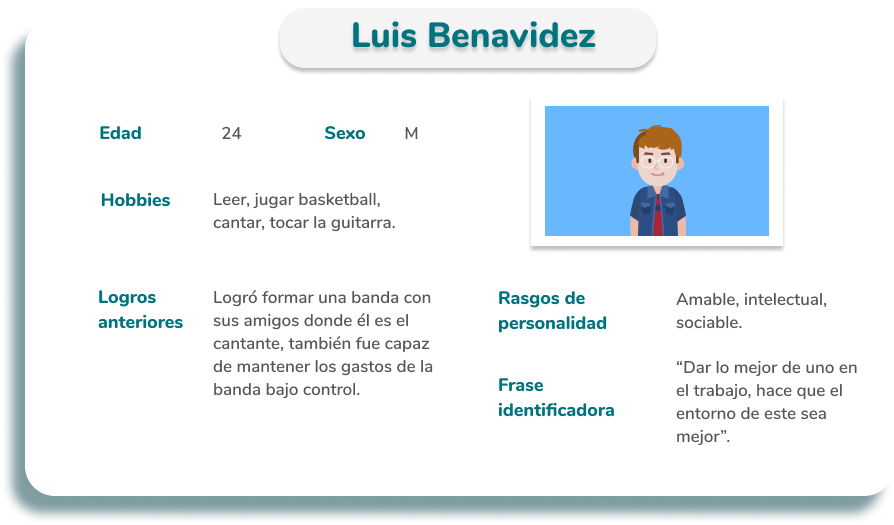 Luis Benavidez
Edad 24 Sexo M
Hobbies
Leer, jugar basketball,
cantar, tocar la guitarra.
Logros
anteriores
Logró formar una banda con
sus amigos donde él es el
cantante, también fue capaz
de mantener los gastos de la
banda bajo control.
Rasgos de
personalidad
Amable, intelectual,
sociable.
Frase
identificadora
“Dar lo mejor de uno en
el trabajo, hace que el
entorno de este sea
mejor”.